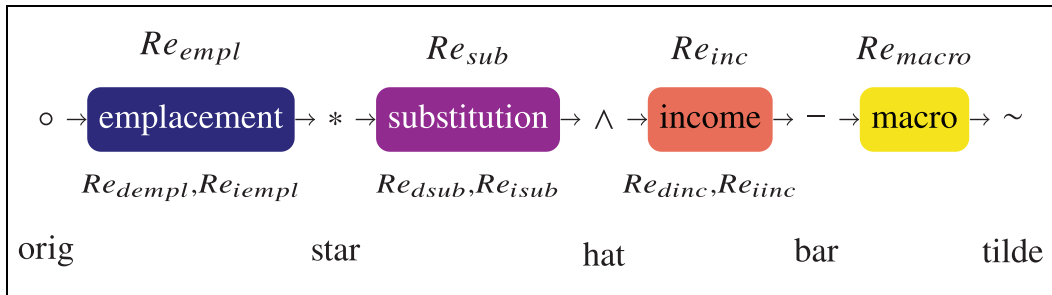 Re_empl Re_sub Re_inc Re_macro
∘ → emplacement → * → substitution → ∧ → income → − → macro → ∼
Re_dempl,Re_iempl Re_dsub,Re_isub Re_dinc,Re_iinc
orig star hat bar tilde